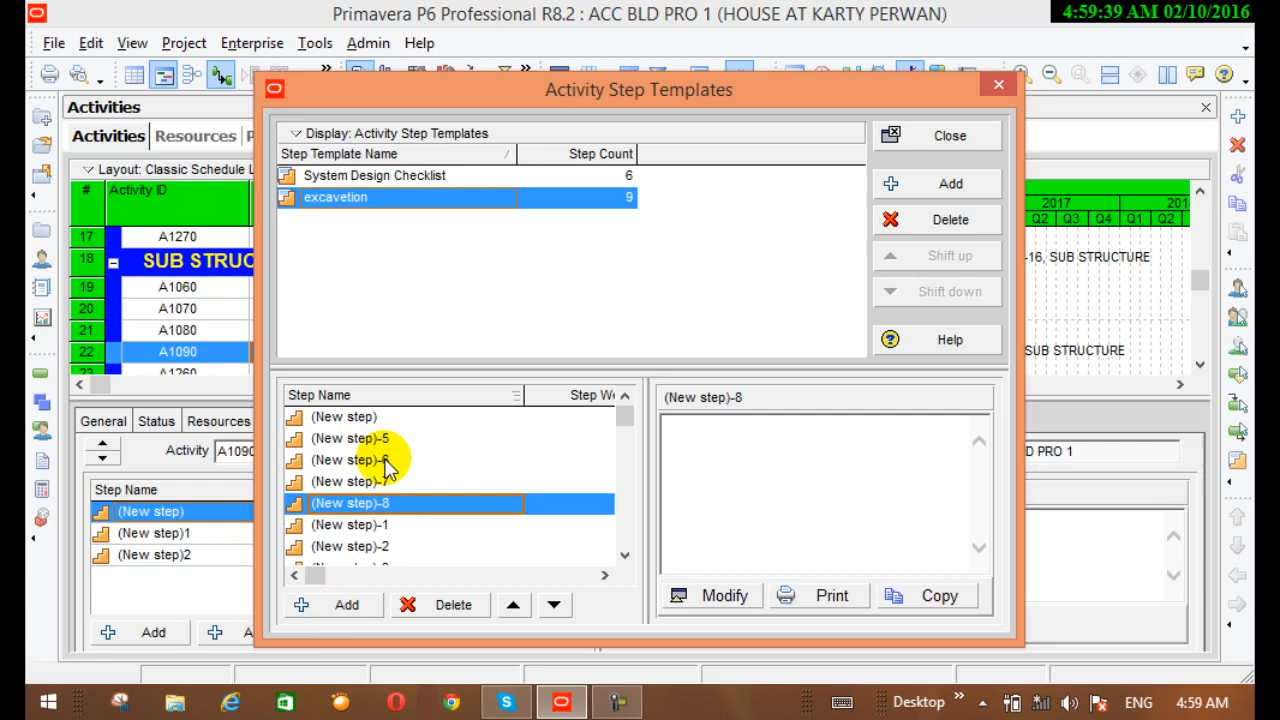 Primavera P6 Professional R8.2 : ACC BLD PRO 1 (HOUSE AT KARTY PERWAN)
4:59:39 AM 02/10/2016
File Edit View Project Enterprise Tools Admin Help
Activities
Activities Resources
Layout: Classic Schedule L
# Activity ID
17 A1270
18 SUB STRUC
19 A1060
20 A1070
21 A1080
22 A1090
23 A1260
2017
Q2 Q3 Q4 Q1 Q2
-16, SUB STRUCTURE
SUB STRUCTURE
General Status Resources
Activity A1090
D PRO 1
Step Name
(New step)
(New step)1
(New step)2
Add
Activity Step Templates
Display: Activity Step Templates
Step Template Name Step Count
System Design Checklist 6
excavetion 9
Close
Add
Delete
Shift up
Shift down
Help
Step Name Step We
(New step)
(New step)-5
(New step)-6
(New step)-7
(New step)-8
(New step)-1
(New step)-2
Add Delete
(New step)-8
Modify Print Copy
Desktop
ENG 4:59 AM